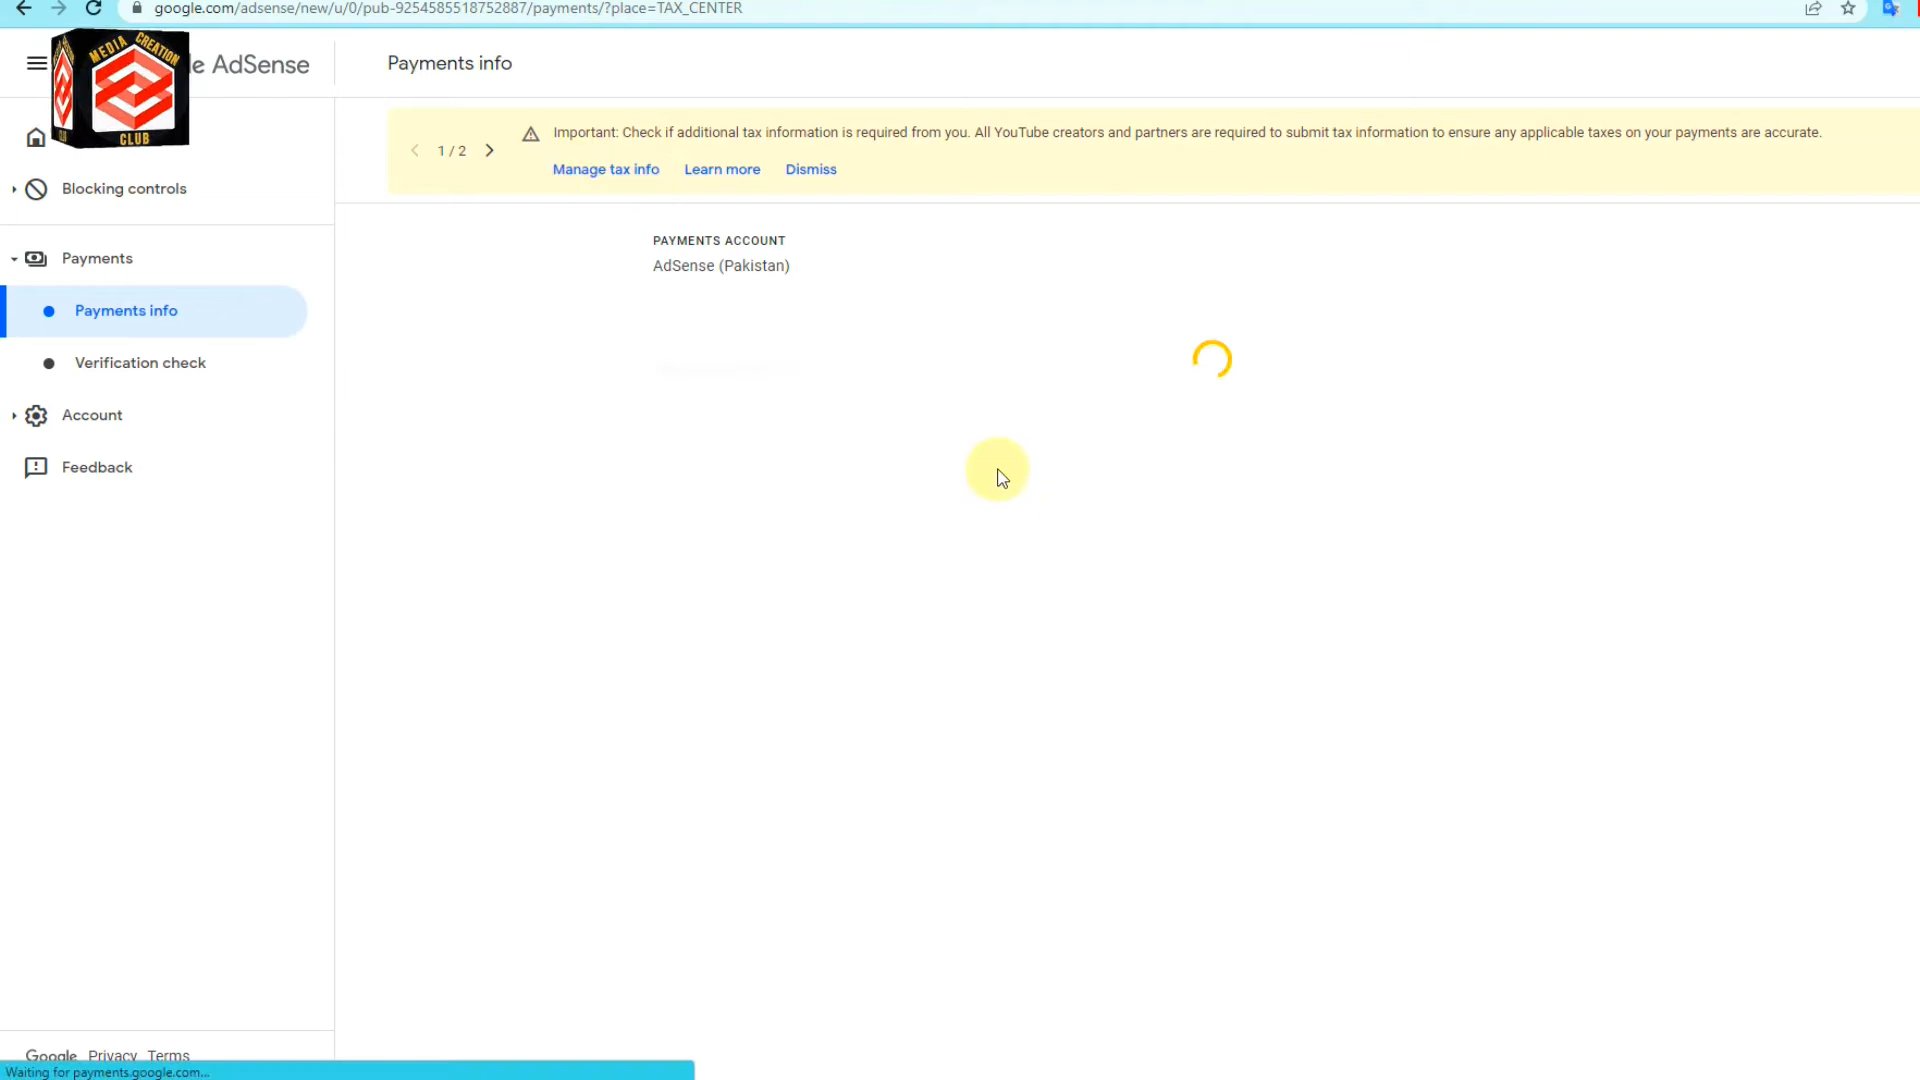 google.com/adsense/new/u/0/pub-9254585518752887/payments/?place=TAX_CENTER
MEDIA CREATION
CLUB
le AdSense
Payments info
Important: Check if additional tax information is required from you. All YouTube creators and partners are required to submit tax information to ensure any applicable taxes on your payments are accurate.
1 / 2
Manage tax info Learn more Dismiss
Blocking controls
PAYMENTS ACCOUNT
AdSense (Pakistan)
Payments
Payments info
Verification check
Account
Feedback
Google Privacy Terms
Waiting for payments.google.com...